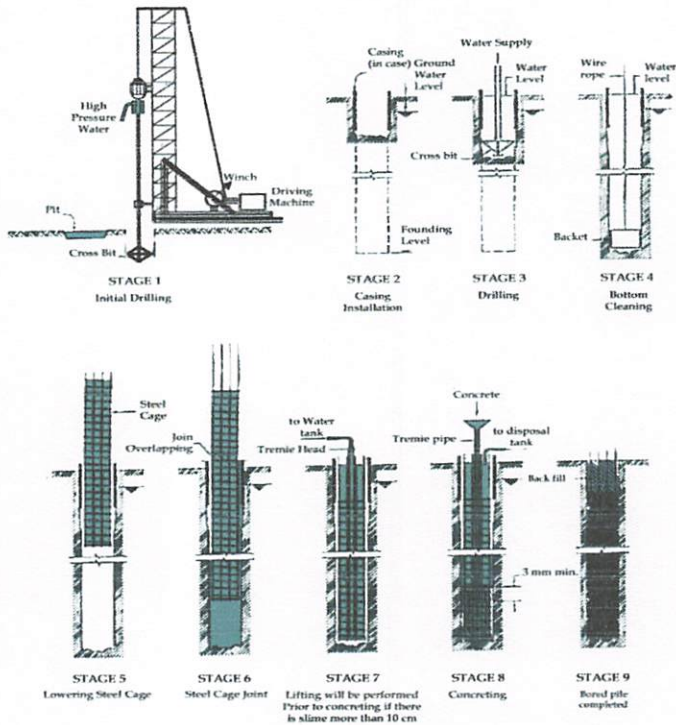 High
Pressure
Water
Winch
Driving
Machine
Pit
Cross Bit
STAGE 1
Initial Drilling
Casing
(in case)
Ground
Water
Level
Founding
Level
STAGE 2
Casing
Installation
Water Supply
Water
Level
Cross bit
STAGE 3
Drilling
Wire
rope
Water
level
Backet
STAGE 4
Bottom
Cleaning
Steel
Cage
STAGE 5
Lowering Steel Cage
Join
Overlapping
STAGE 6
Steel Cage Joint
to Water
tank
Tremie Head
STAGE 7
Lifting will be performed
Prior to concreting if there
is slime more than 10 cm
Concrete
Tremie pipe
to disposal
tank
3 mm min.
STAGE 8
Concreting
Back fill
STAGE 9
Bored pile
completed